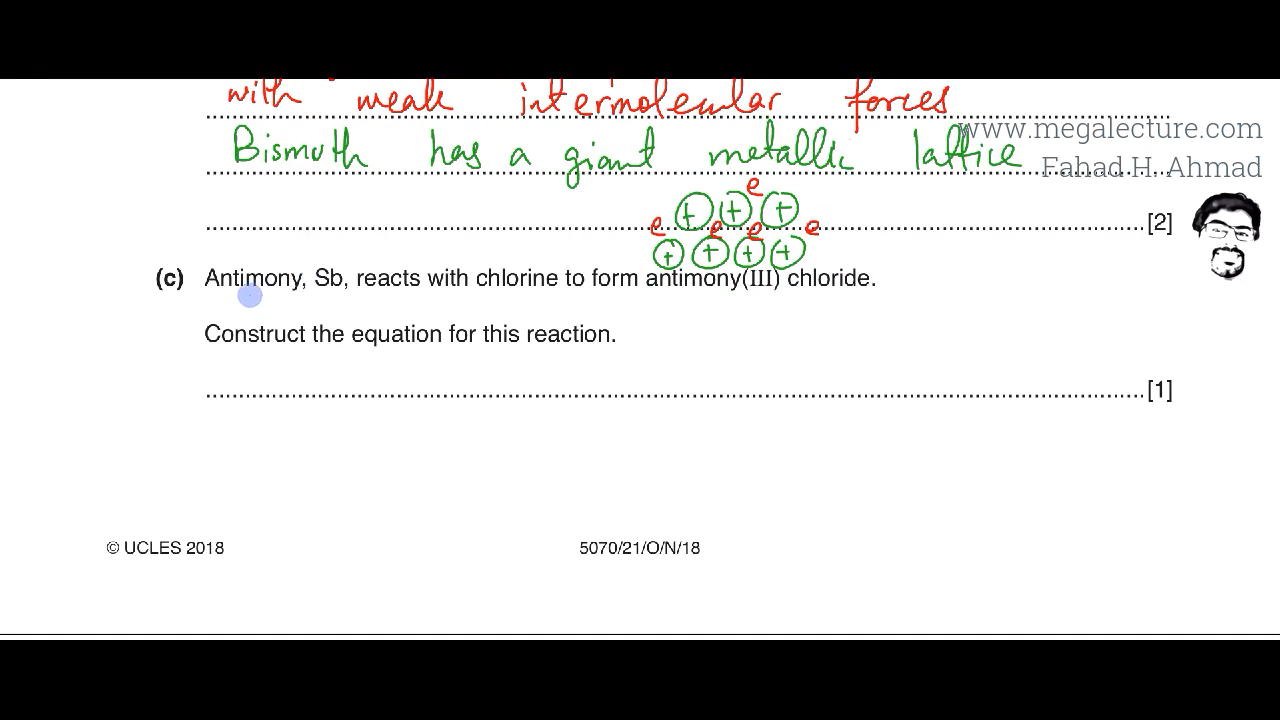 with weak intermolecular forces
www.megalecture.com
Bismuth has a giant metallic lattice
Fahad H. Ahmad
e
+ + +
[2]
e e e e
+ + + +
(c) Antimony, Sb, reacts with chlorine to form antimony(III) chloride.
Construct the equation for this reaction.
[1]
© UCLES 2018 5070/21/O/N/18